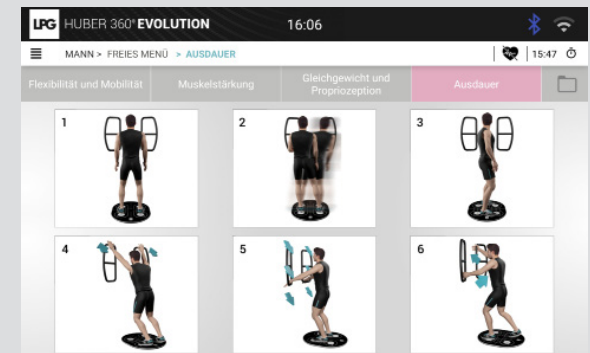 LPG HUBER 360° EVOLUTION 16:06
MANN > FREIES MENÜ > AUSDAUER 15:47
Flexibilität und Mobilität
Muskelstärkung
Gleichgewicht und
Propriozeption
Ausdauer
1 2 3
4 5 6